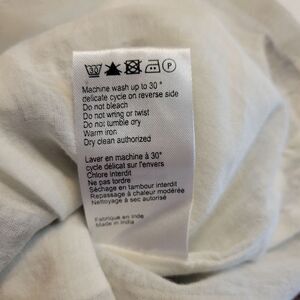 30
P
Machine wash up to 30°
delicate cycle on reverse side
Do not bleach
Do not wring or twist
Do not tumble dry
Warm iron
Dry clean authorized
Laver en machine à 30°
cycle délicat sur l'envers
Chlore interdit
Ne pas tordre
Séchage en tambour interdit
Repassage à chaleur modérée
Nettoyage à sec autorisé
Fabriqué en Inde
Made in India